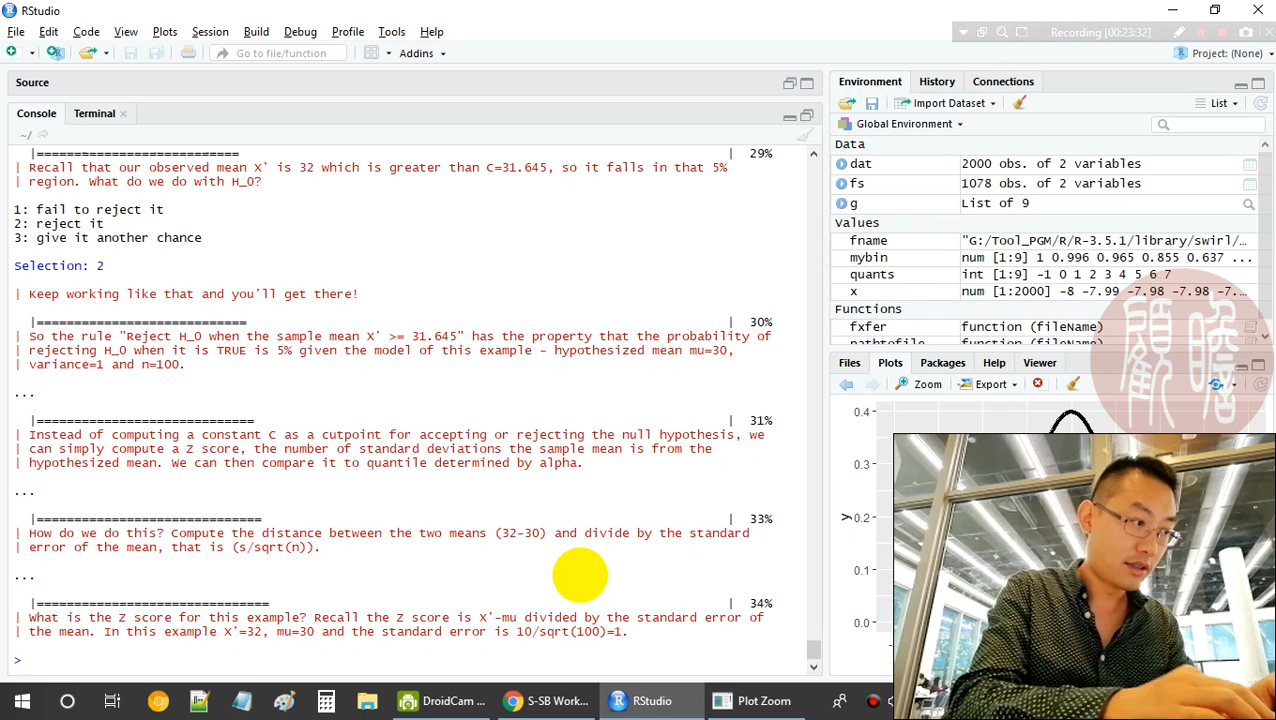 RStudio
File Edit Code View Plots Session Build Debug Profile Tools Help
Recording [00:23:32]
Go to file/function
Addins
Project: (None)
Source
Console Terminal
~/
|=========================== | 29%
| Recall that our observed mean X' is 32 which is greater than C=31.645, so it falls in that 5%
| region. What do we do with H_0?
1: fail to reject it
2: reject it
3: give it another chance
Selection: 2
| Keep working like that and you'll get there!
|============================ | 30%
| So the rule "Reject H_0 when the sample mean X' >= 31.645" has the property that the probability of
| rejecting H_0 when it is TRUE is 5% given the model of this example - hypothesized mean mu=30,
| variance=1 and n=100.
...
|============================= | 31%
| Instead of computing a constant C as a cutpoint for accepting or rejecting the null hypothesis, we
| can simply compute a Z score, the number of standard deviations the sample mean is from the
| hypothesized mean. We can then compare it to quantile determined by alpha.
...
|============================== | 33%
| How do we do this? Compute the distance between the two means (32-30) and divide by the standard
| error of the mean, that is (s/sqrt(n)).
...
|=============================== | 34%
| What is the Z score for this example? Recall the Z score is X'-mu divided by the standard error of
| the mean. In this example X'=32, mu=30 and the standard error is 10/sqrt(100)=1.
>
Environment History Connections
Import Dataset
List
Global Environment
Data
dat 2000 obs. of 2 variables
fs 1078 obs. of 2 variables
g List of 9
Values
fname "G:/Tool_PGM/R/R-3.5.1/library/swirl/…
mybin num [1:9] 1 0.996 0.965 0.855 0.637 ...
quants int [1:9] -1 0 1 2 3 4 5 6 7
x num [1:2000] -8 -7.99 -7.98 -7.98 -7.…
Functions
fxfer function (fileName)
pathtofile function (fileName)
Files Plots Packages Help Viewer
Zoom Export
0.4
0.3
y
0.2
0.1
0.0
顧瞻
DroidCam ...
S-SB Work...
RStudio
Plot Zoom